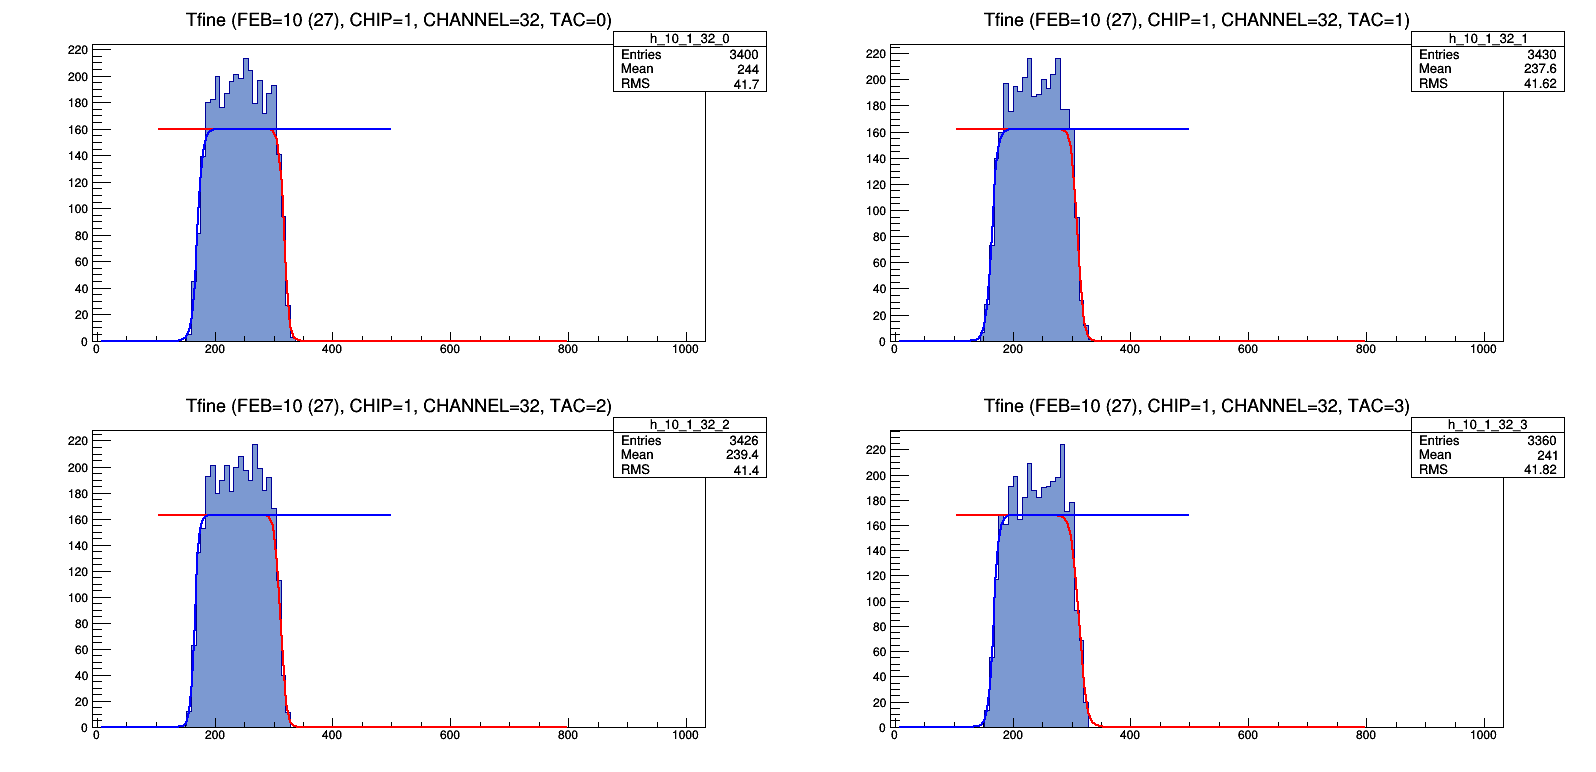 Tfine (FEB=10 (27), CHIP=1, CHANNEL=32, TAC=0)
h_10_1_32_0
Entries 3400
Mean 244
RMS 41.7
220
200
180
160
140
120
100
80
60
40
20
0
0 200 400 600 800 1000
Tfine (FEB=10 (27), CHIP=1, CHANNEL=32, TAC=1)
h_10_1_32_1
Entries 3430
Mean 237.6
RMS 41.62
220
200
180
160
140
120
100
80
60
40
20
0
0 200 400 600 800 1000
Tfine (FEB=10 (27), CHIP=1, CHANNEL=32, TAC=2)
h_10_1_32_2
Entries 3426
Mean 239.4
RMS 41.4
220
200
180
160
140
120
100
80
60
40
20
0
0 200 400 600 800 1000
Tfine (FEB=10 (27), CHIP=1, CHANNEL=32, TAC=3)
h_10_1_32_3
Entries 3360
Mean 241
RMS 41.82
220
200
180
160
140
120
100
80
60
40
20
0
0 200 400 600 800 1000